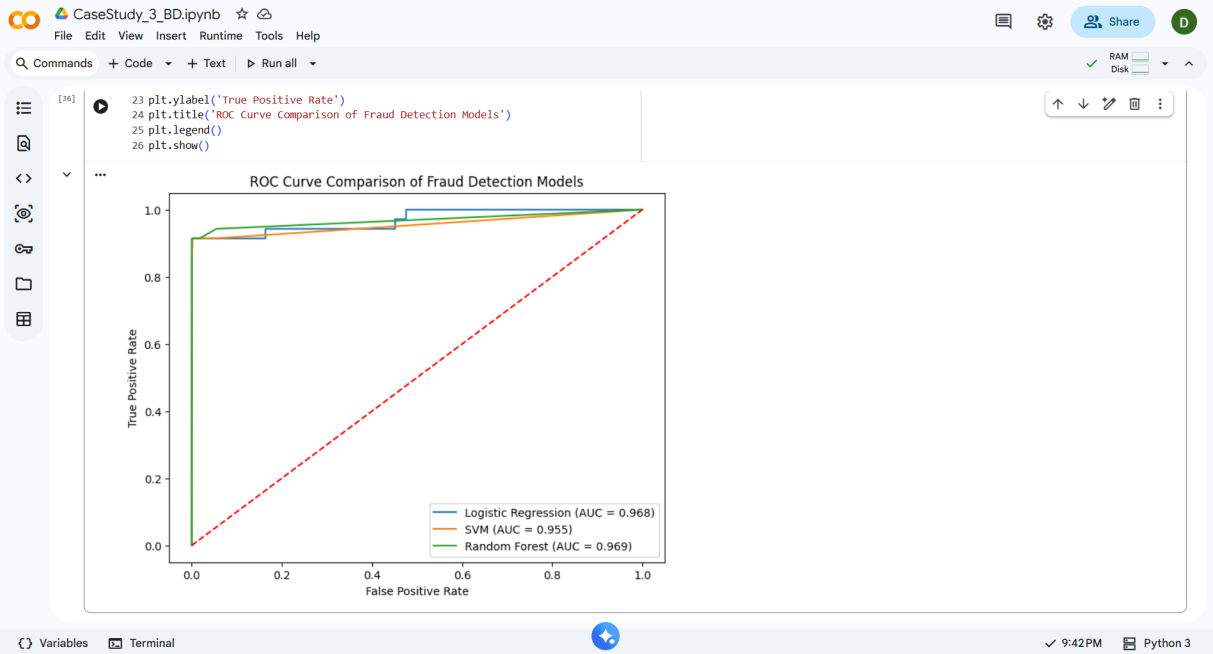 CaseStudy_3_BD.ipynb
File Edit View Insert Runtime Tools Help
Share
D
Commands + Code + Text Run all
RAM
Disk
[36]
23 plt.ylabel('True Positive Rate')
24 plt.title('ROC Curve Comparison of Fraud Detection Models')
25 plt.legend()
26 plt.show()
ROC Curve Comparison of Fraud Detection Models
1.0
0.8
0.6
0.4
0.2
0.0
True Positive Rate
Logistic Regression (AUC = 0.968)
SVM (AUC = 0.955)
Random Forest (AUC = 0.969)
0.0 0.2 0.4 0.6 0.8 1.0
False Positive Rate
{ } Variables Terminal
9:42 PM Python 3